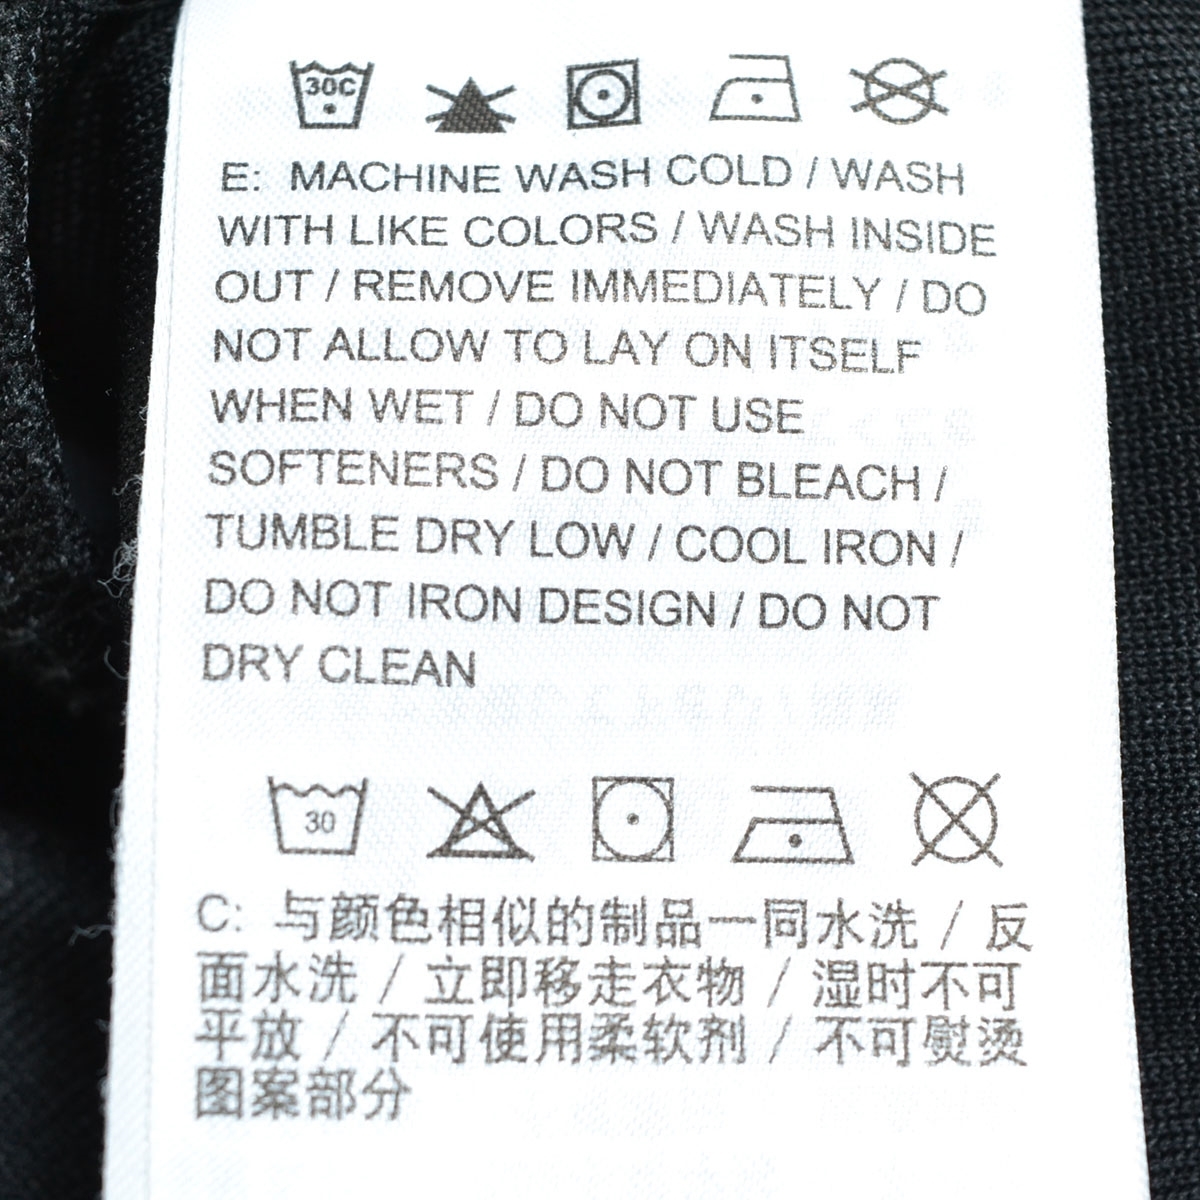 30C
E: MACHINE WASH COLD / WASH
WITH LIKE COLORS / WASH INSIDE
OUT / REMOVE IMMEDIATELY / DO
NOT ALLOW TO LAY ON ITSELF
WHEN WET / DO NOT USE
SOFTENERS / DO NOT BLEACH /
TUMBLE DRY LOW / COOL IRON /
DO NOT IRON DESIGN / DO NOT
DRY CLEAN
30
C: 与颜色相似的制品一同水洗 / 反
面水洗 / 立即移走衣物 / 湿时不可
平放 / 不可使用柔软剂 / 不可熨烫
图案部分